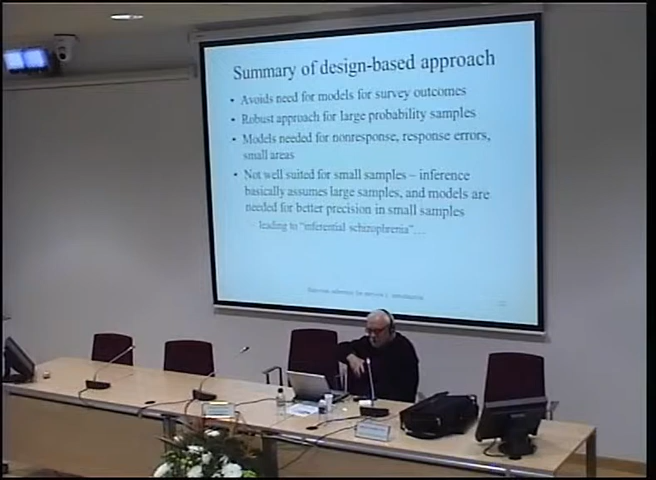 Summary of design-based approach
• Avoids need for models for survey outcomes
• Robust approach for large probability samples
• Models needed for nonresponse, response errors,
small areas
• Not well suited for small samples – inference
basically assumes large samples, and models are
needed for better precision in small samples
– leading to “inferential schizophrenia”…